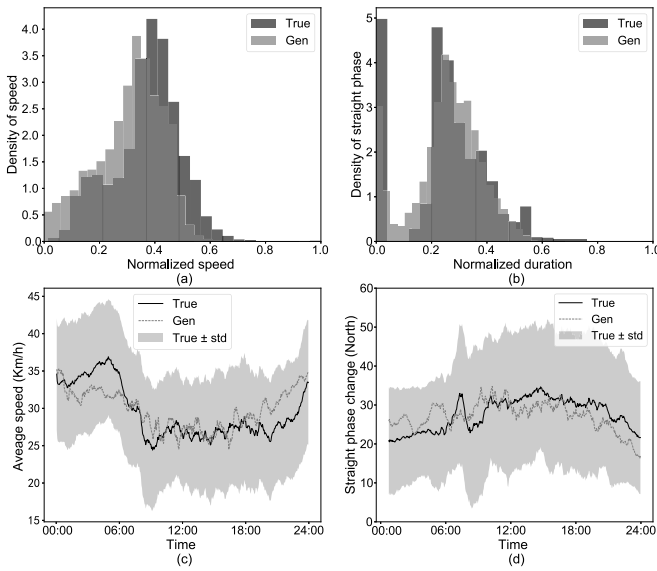 True
Gen
Density of speed
4.0
3.5
3.0
2.5
2.0
1.5
1.0
0.5
0.0
0.0 0.2 0.4 0.6 0.8 1.0
Normalized speed
(a)
True
Gen
Density of straight phase
5
4
3
2
1
0
0.0 0.2 0.4 0.6 0.8 1.0
Normalized duration
(b)
True
Gen
True ± std
Aveage speed (Km/h)
45
40
35
30
25
20
15
00:00 06:00 12:00 18:00 24:00
Time
(c)
True
Gen
True ± std
Straight phase change (North)
60
50
40
30
20
10
0
00:00 06:00 12:00 18:00 24:00
Time
(d)